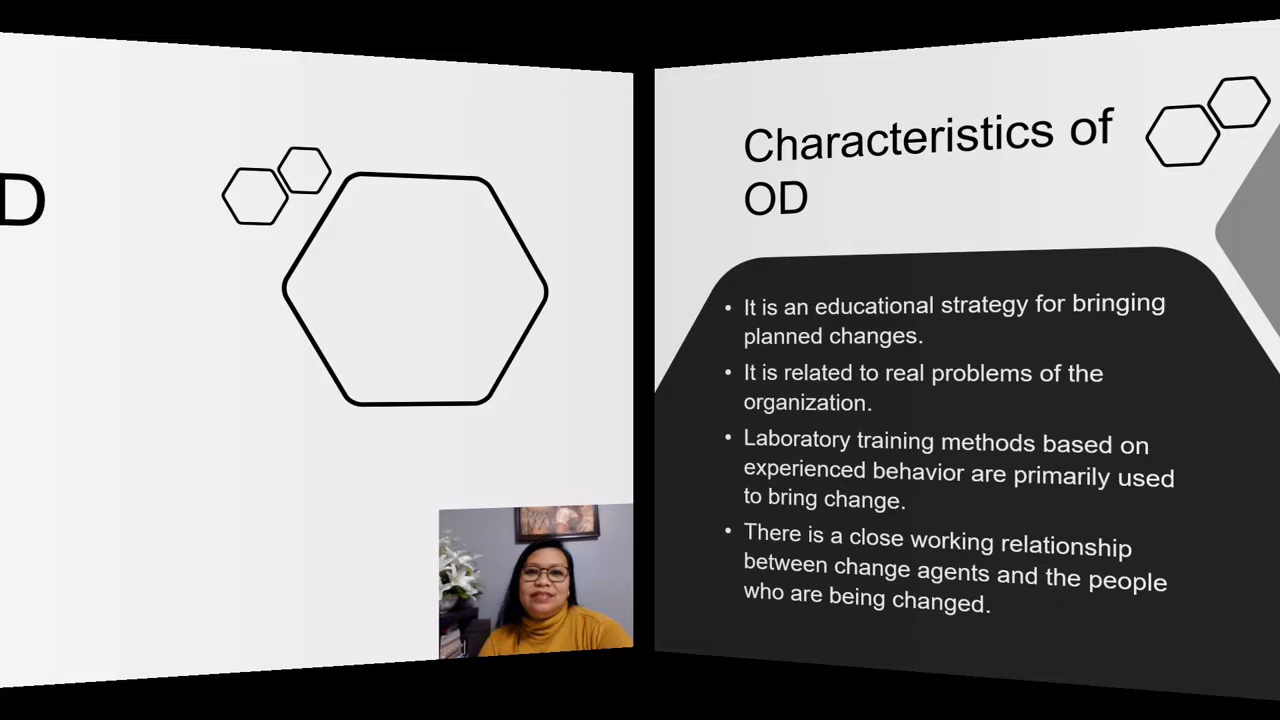 D
Characteristics of
OD
• It is an educational strategy for bringing
planned changes.
• It is related to real problems of the
organization.
• Laboratory training methods based on
experienced behavior are primarily used
to bring change.
• There is a close working relationship
between change agents and the people
who are being changed.